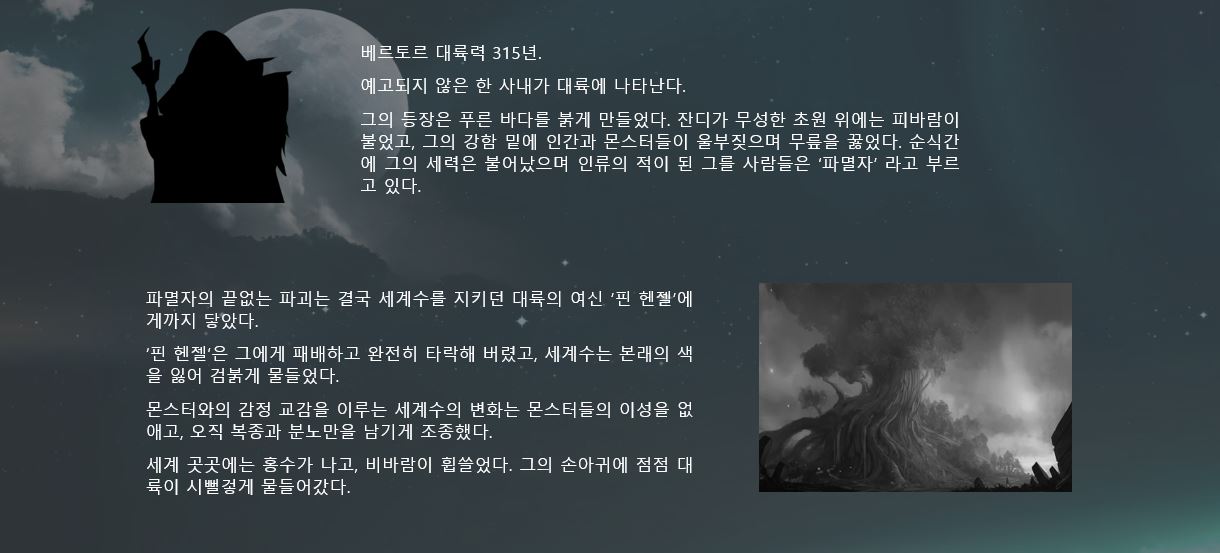 베르토르 대륙력 315년.
예고되지 않은 한 사내가 대륙에 나타난다.
그의 등장은 푸른 바다를 붉게 만들었다. 잔디가 무성한 초원 위에는 피바람이
불었고, 그의 강함 밑에 인간과 몬스터들이 울부짖으며 무릎을 꿇었다. 순식간
에 그의 세력은 불어났으며 인류의 적이 된 그를 사람들은 ‘파멸자’ 라고 부르
고 있다.
파멸자의 끝없는 파괴는 결국 세계수를 지키던 대륙의 여신 ’핀 헨젤’에
게까지 닿았다.
’핀 헨젤’은 그에게 패배하고 완전히 타락해 버렸고, 세계수는 본래의 색
을 잃어 검붉게 물들었다.
몬스터와의 감정 교감을 이루는 세계수의 변화는 몬스터들의 이성을 없
애고, 오직 복종과 분노만을 남기게 조종했다.
세계 곳곳에는 홍수가 나고, 비바람이 휩쓸었다. 그의 손아귀에 점점 대
륙이 시뻘겋게 물들어갔다.